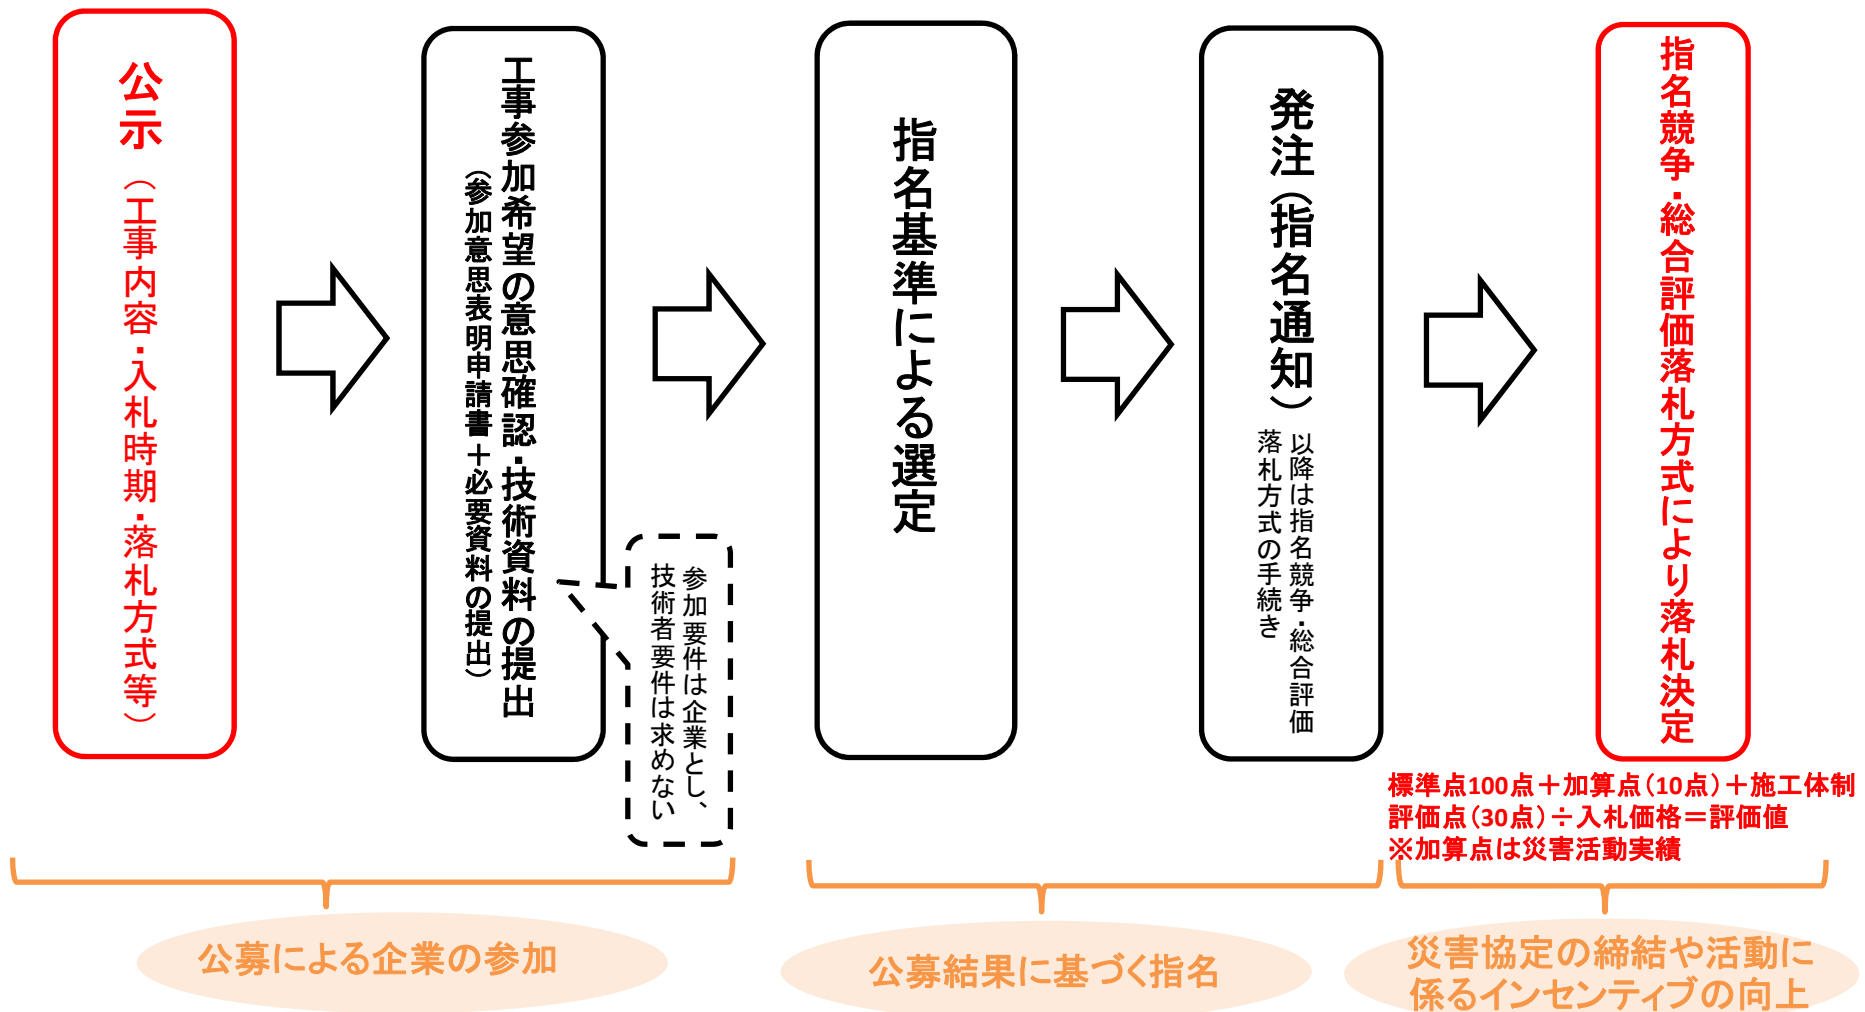 公示（工事内容・入札時期・落札方式等）
工事参加希望の意思確認・技術資料の提出
（参加意思表明申請書＋必要資料の提出）
参加要件は企業とし、
技術者要件は求めない
指名基準による選定
発注（指名通知）
以降は指名競争・総合評価
落札方式の手続き
指名競争・総合評価落札方式により落札決定
標準点100点＋加算点（10点）＋施工体制
評価点（30点）÷入札価格＝評価値
※加算点は災害活動実績
公募による企業の参加
公募結果に基づく指名
災害協定の締結や活動に
係るインセンティブの向上